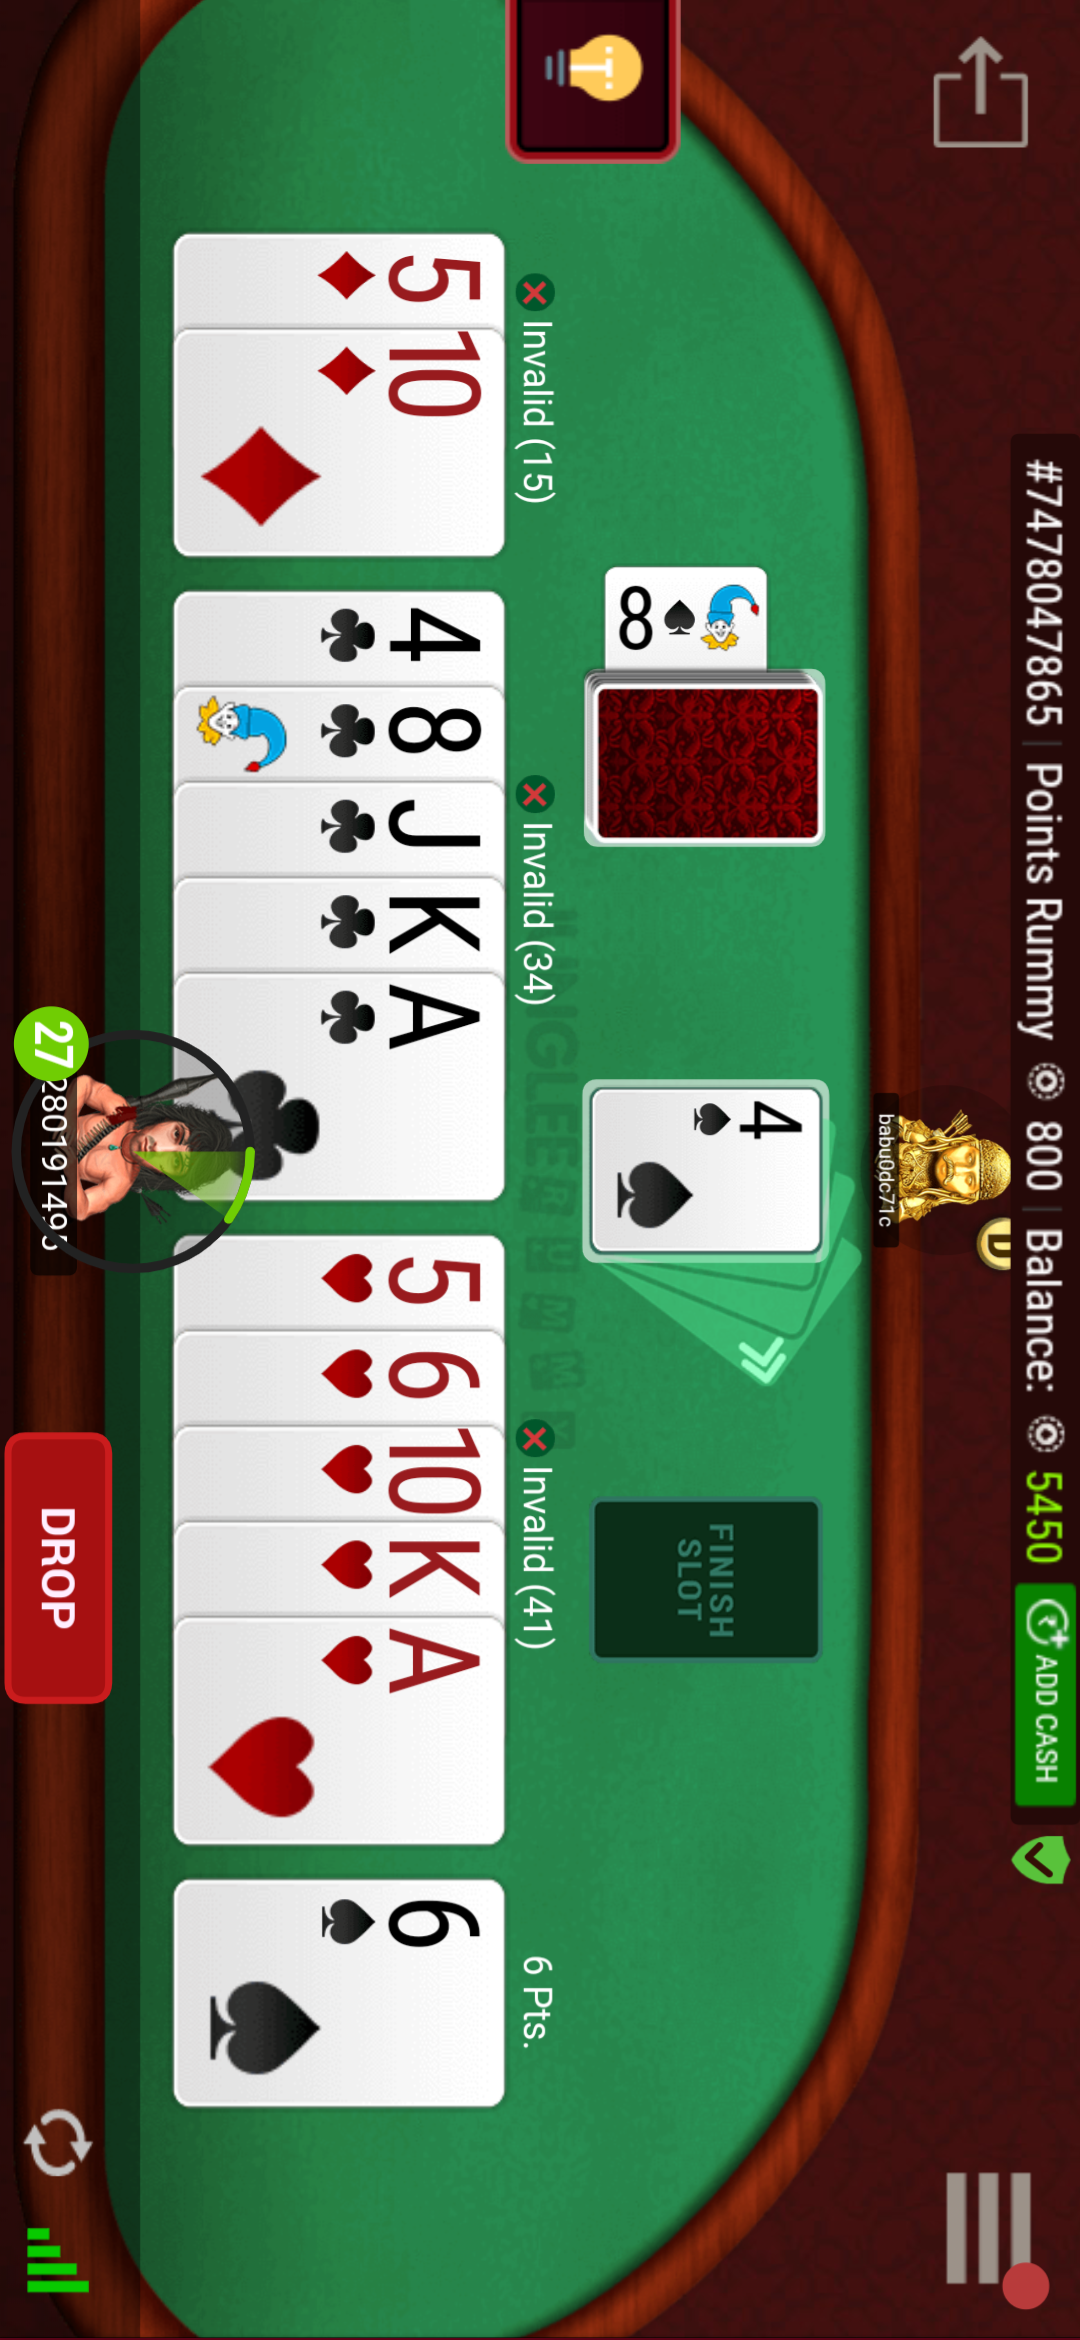 #7478047865 | Points Rummy 800 | Balance: 5450
ADD CASH
babu0dc71c
D
8
4
FINISH
SLOT
Invalid (15)
Invalid (34)
Invalid (41)
6 Pts.
5 10
4 8 J K A
5 6 10 K A
6
27
DROP